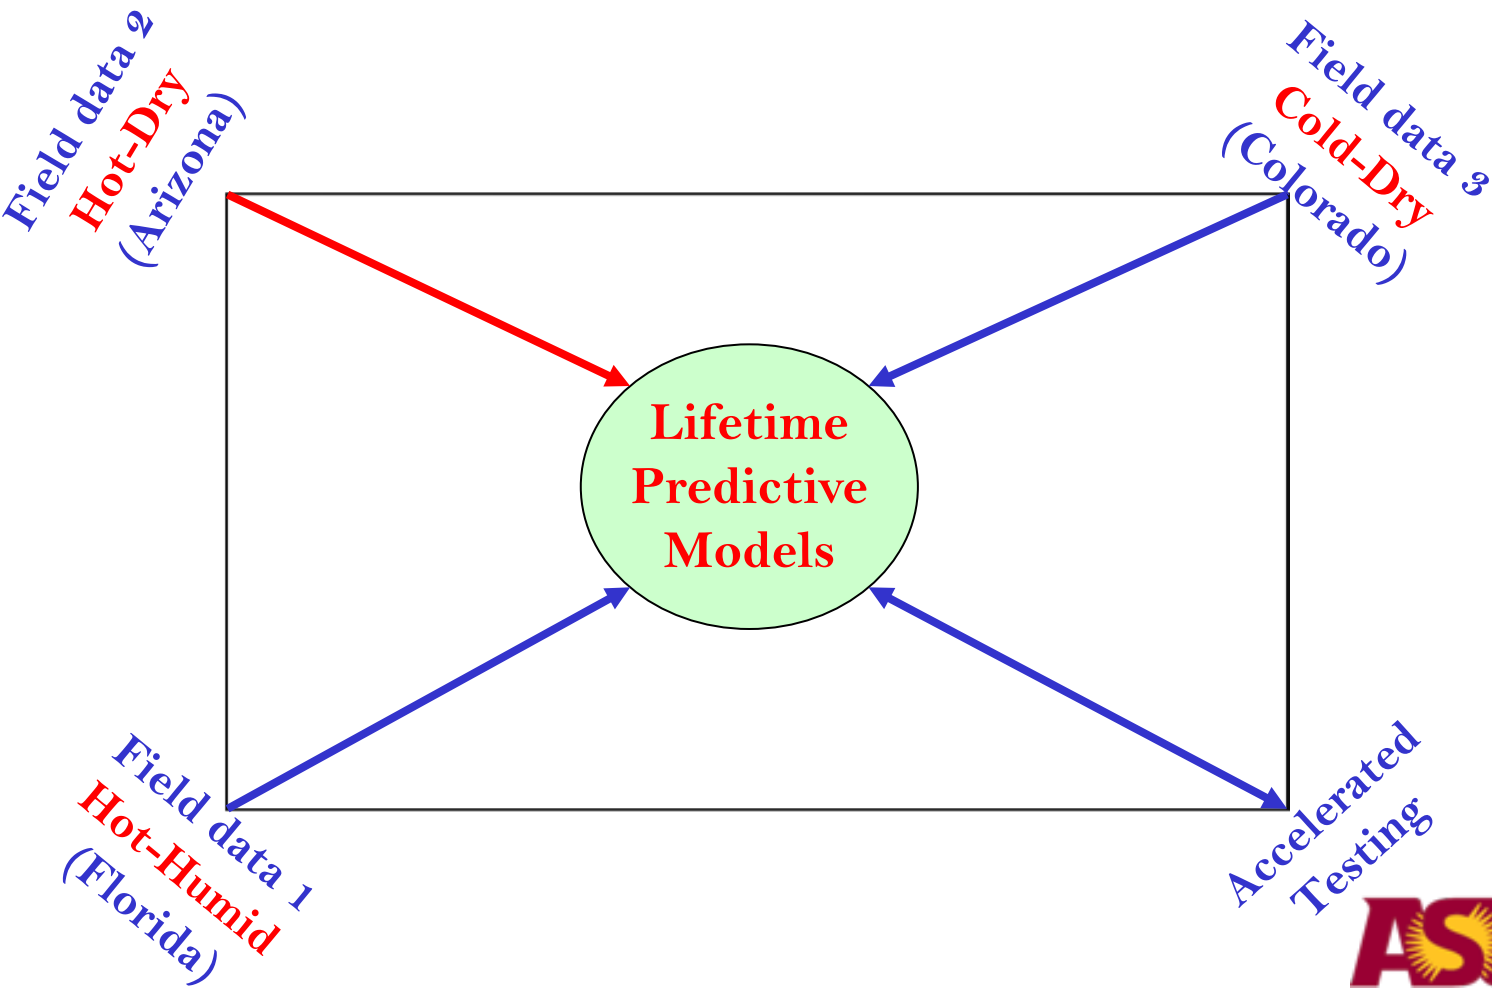 Field data 2
Hot-Dry
(Arizona)
Field data 3
Cold-Dry
(Colorado)
Lifetime
Predictive
Models
Field data 1
Hot-Humid
(Florida)
Accelerated
Testing
AS